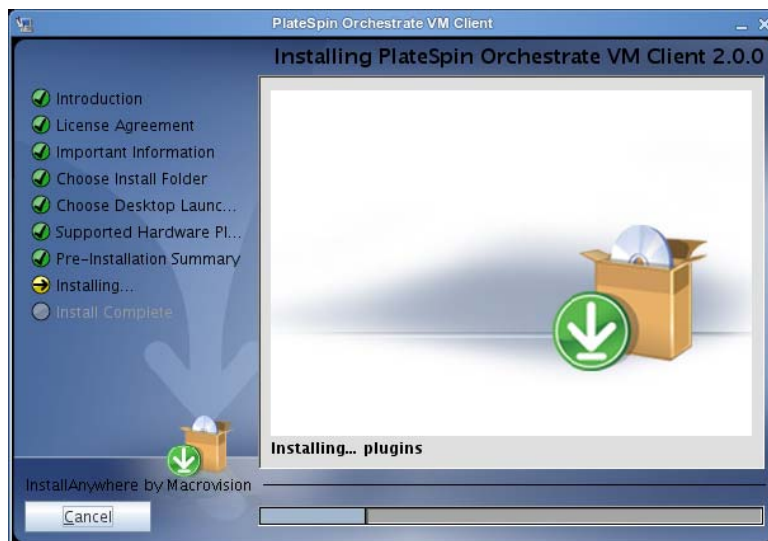 PlateSpin Orchestrate VM Client
Installing PlateSpin Orchestrate VM Client 2.0.0
Introduction
License Agreement
Important Information
Choose Install Folder
Choose Desktop Launc...
Supported Hardware Pl...
Pre-Installation Summary
Installing...
Install Complete
Installing... plugins
InstallAnywhere by Macrovision
Cancel